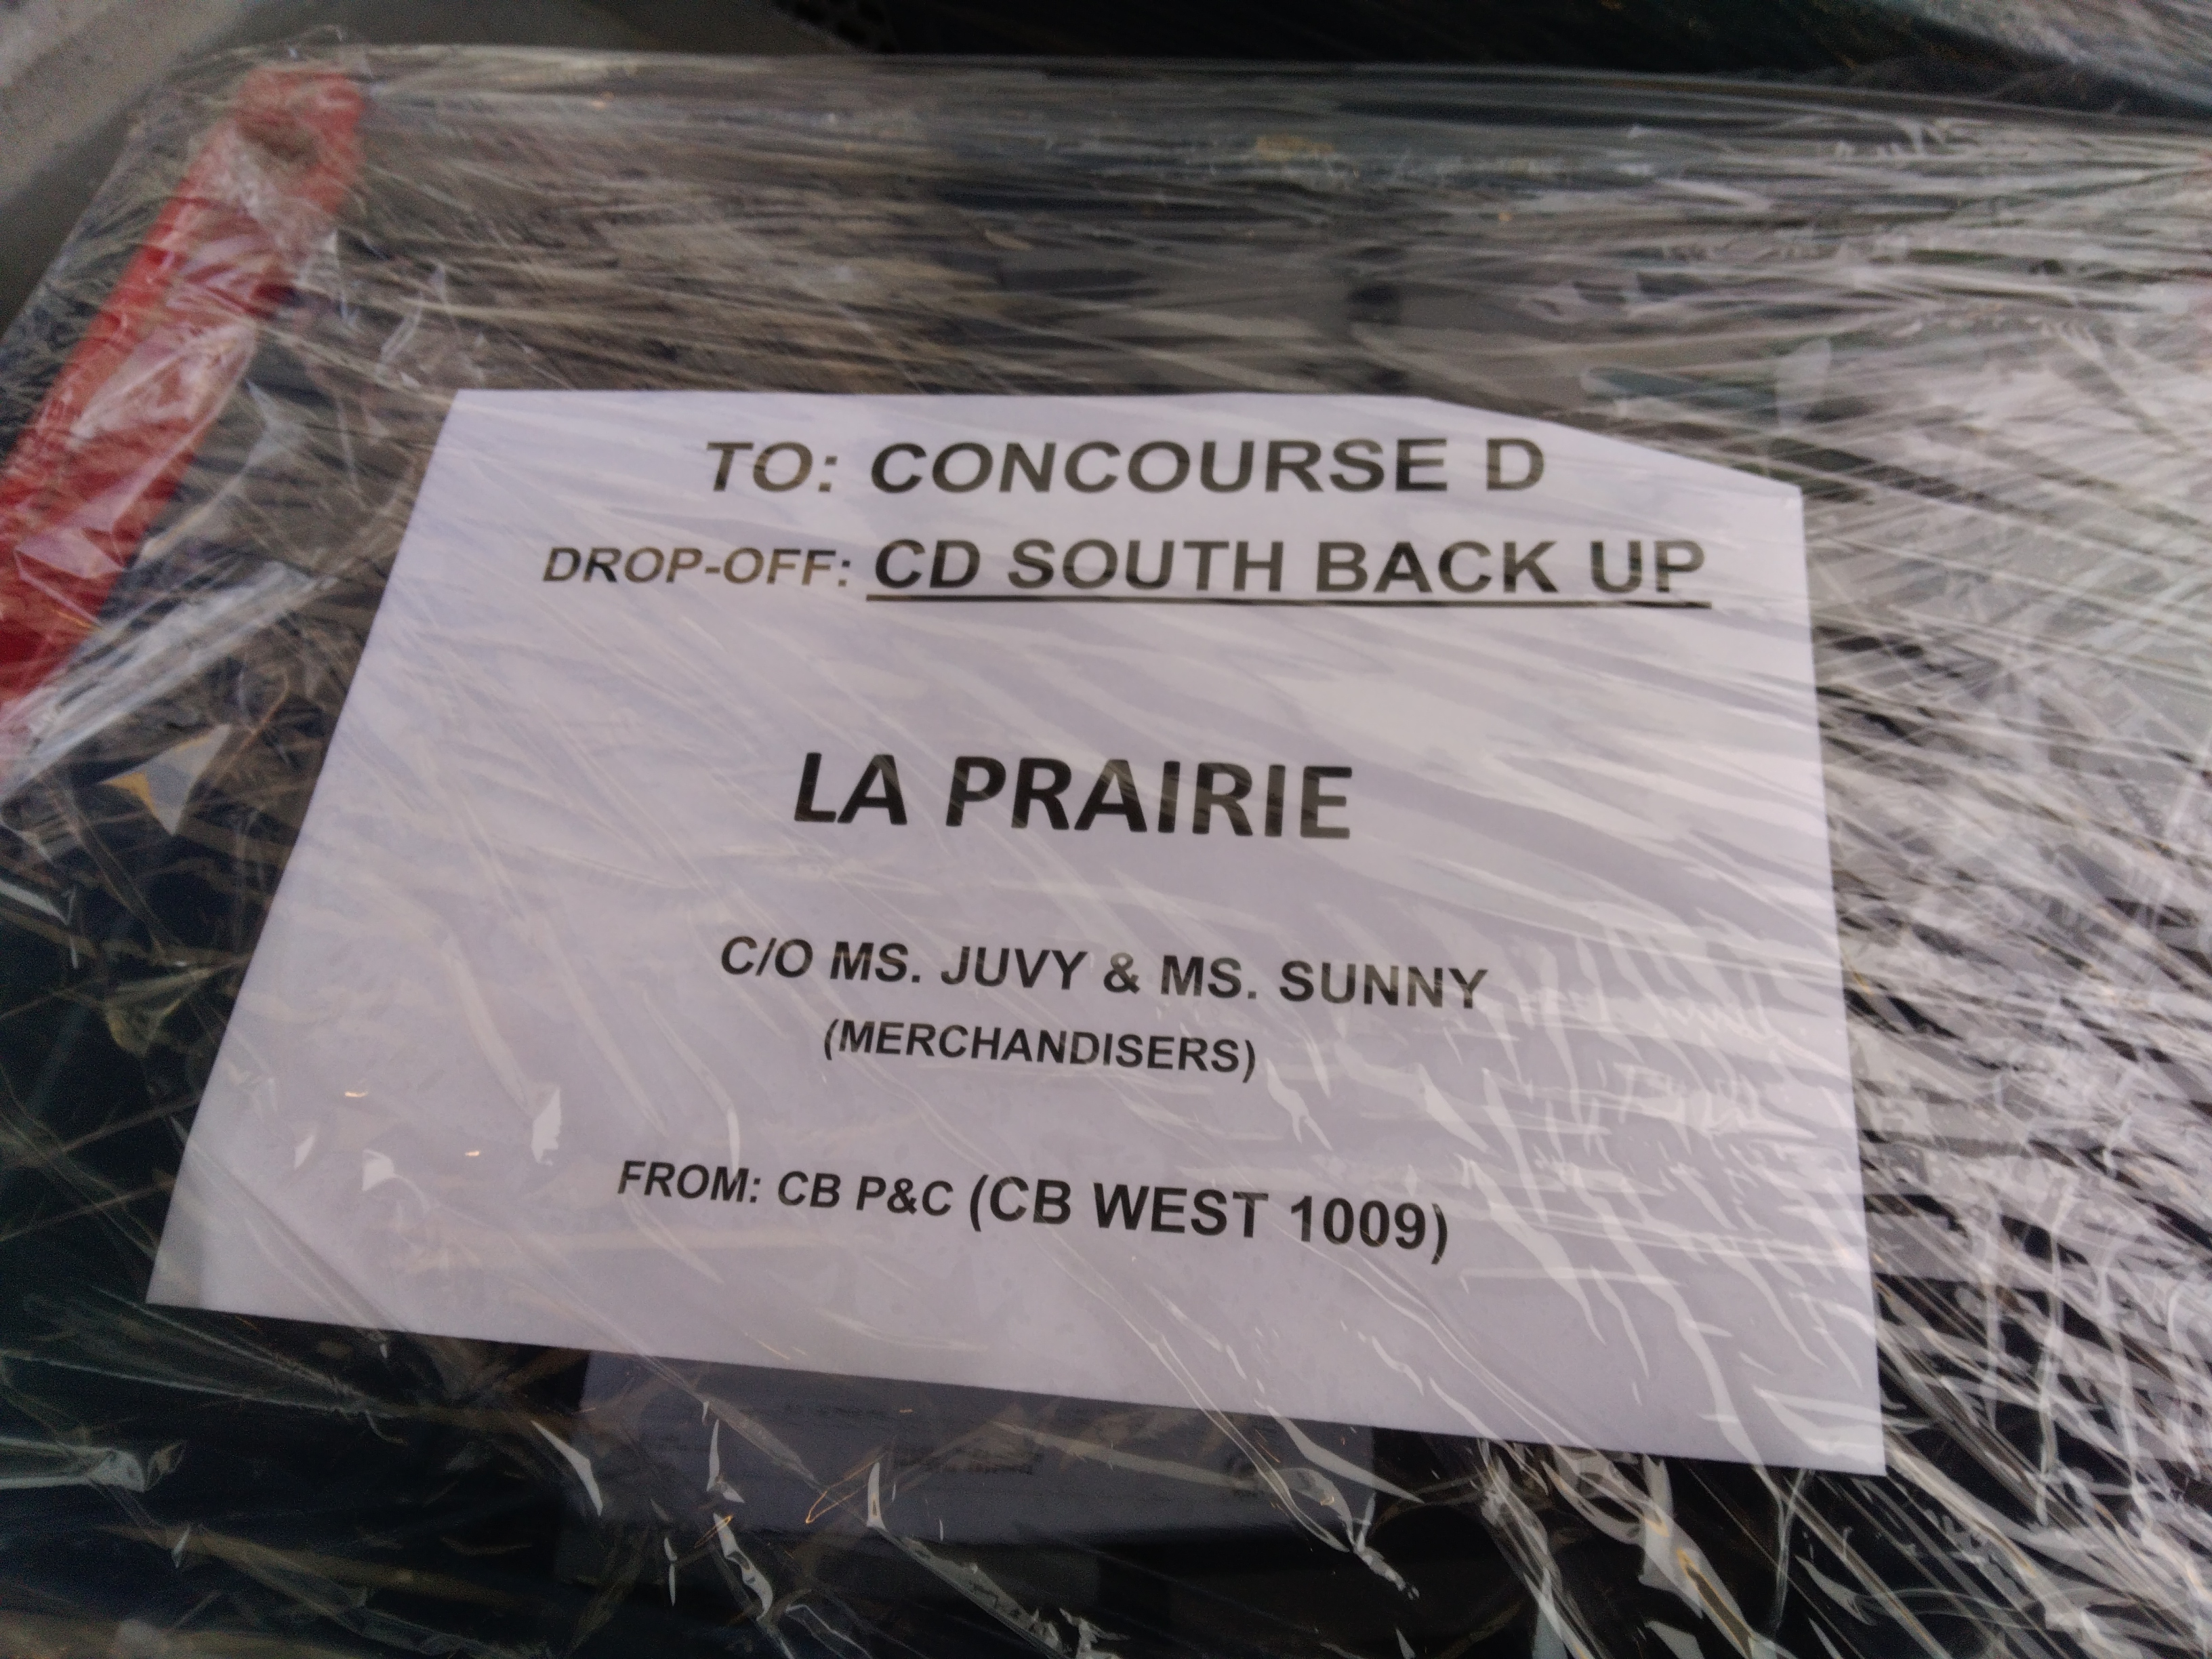 TO: CONCOURSE D
DROP-OFF: CD SOUTH BACK UP
LA PRAIRIE
C/O MS. JUVY & MS. SUNNY
(MERCHANDISERS)
FROM: CB P&C (CB WEST 1009)